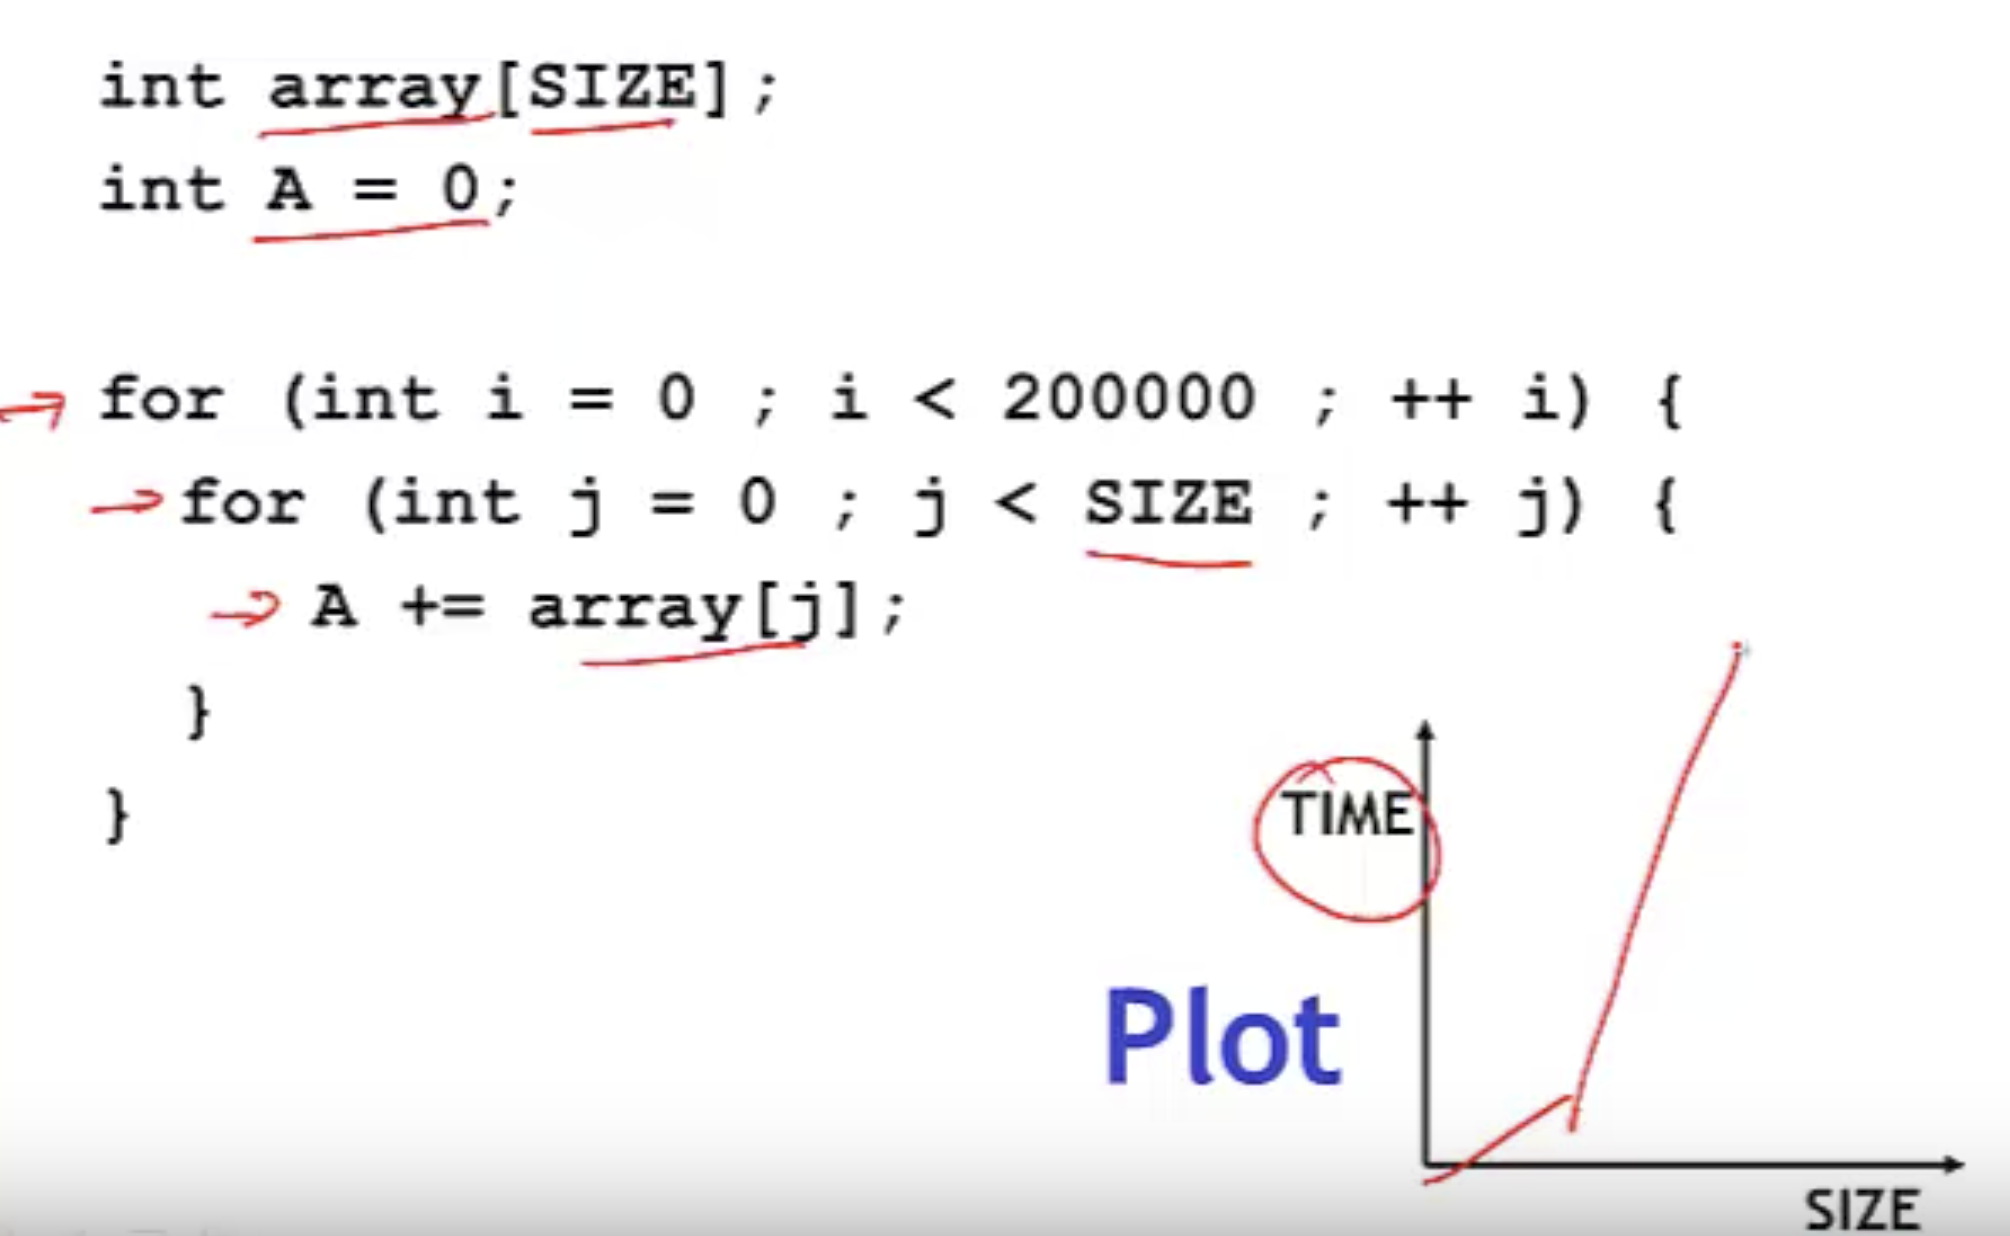 int array[SIZE];
int A = 0;
for (int i = 0 ; i < 200000 ; ++ i) {
for (int j = 0 ; j < SIZE ; ++ j) {
A += array[j];
}
}
TIME
Plot
SIZE